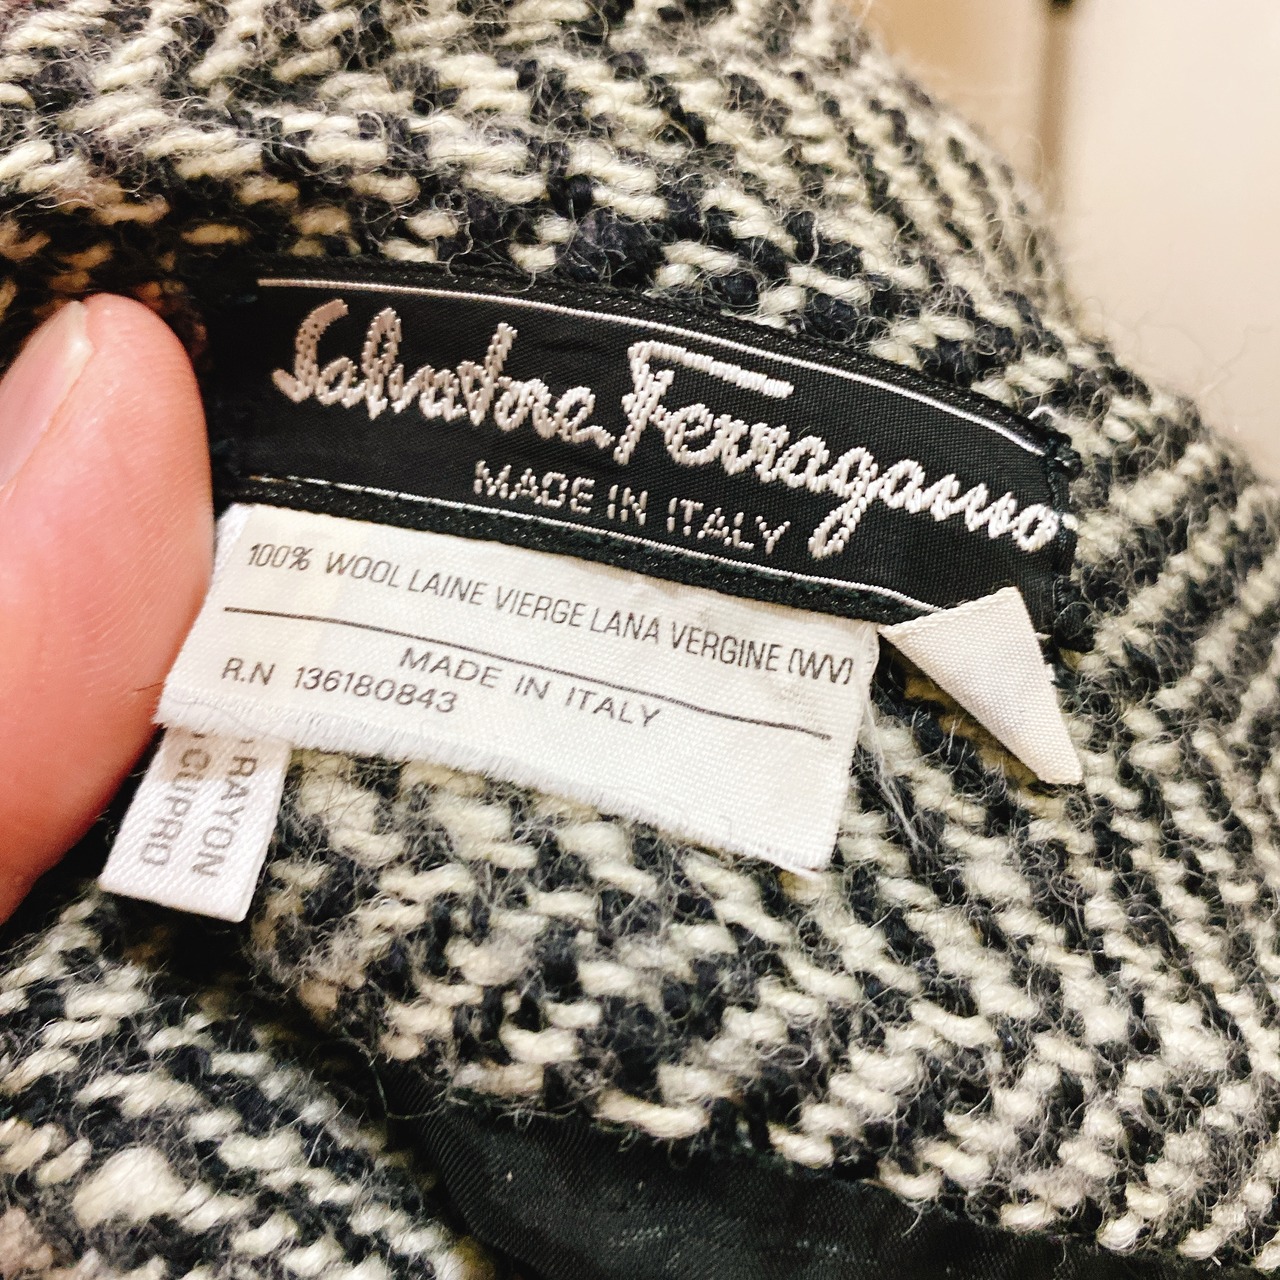 Salvatore Ferragamo
MADE IN ITALY
100% WOOL LAINE VIERGE LANA VERGINE (WV)
MADE IN ITALY
R.N 136180843
RAYON
CUPRO